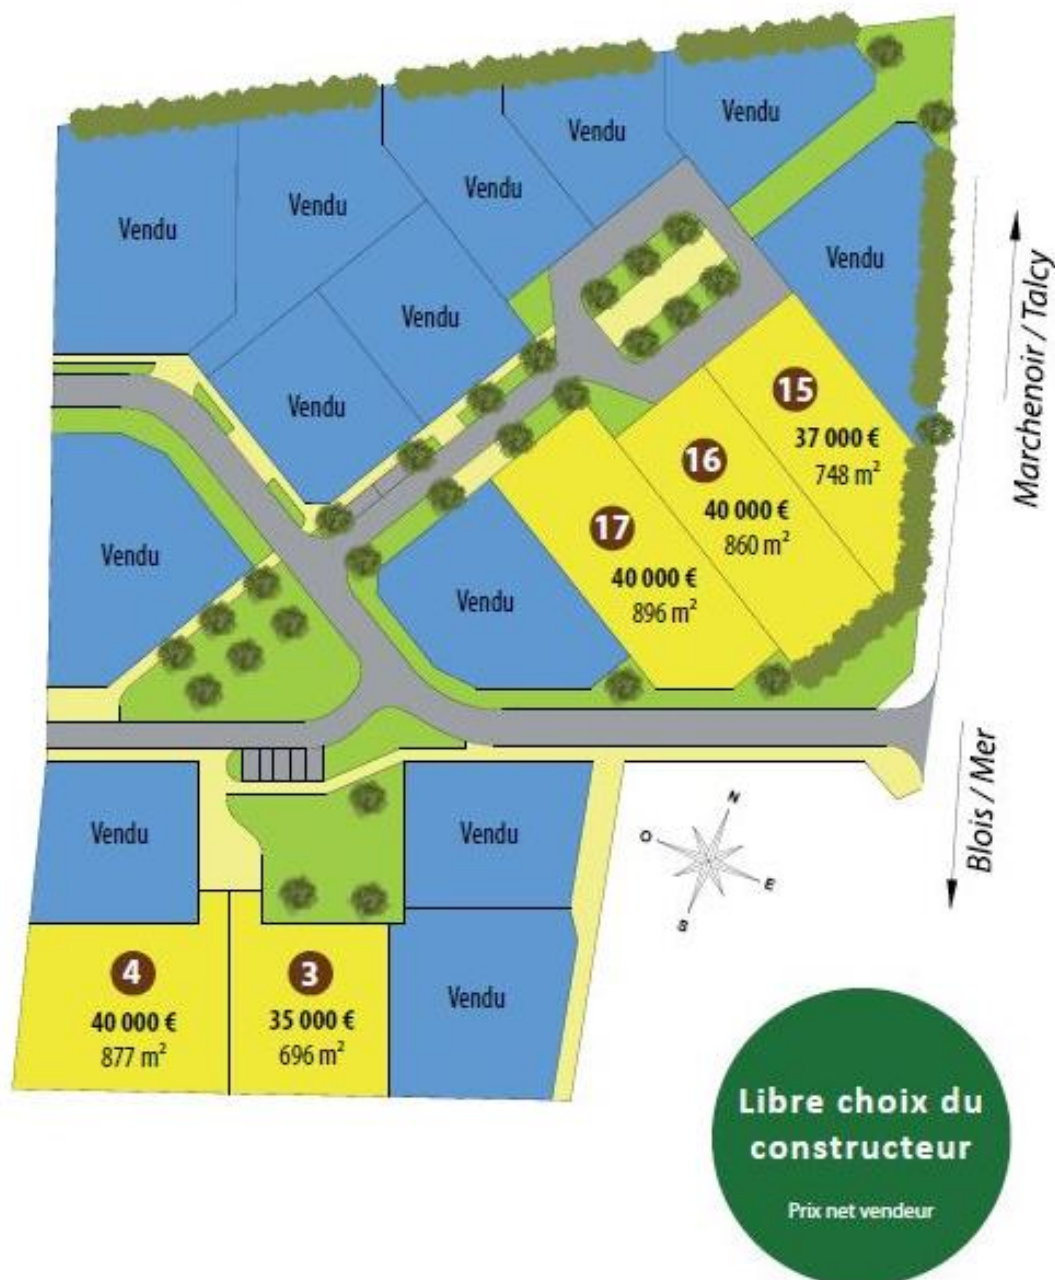 Vendu
Vendu
Vendu
Vendu
Vendu
Vendu
Vendu
Vendu
Marchenoir / Talcy
15
37 000 €
748 m²
16
40 000 €
860 m²
17
40 000 €
896 m²
Vendu
Vendu
Blois / Mer
N
O
E
S
Vendu
Vendu
4
40 000 €
877 m²
3
35 000 €
696 m²
Vendu
Libre choix du
constructeur
Prix net vendeur